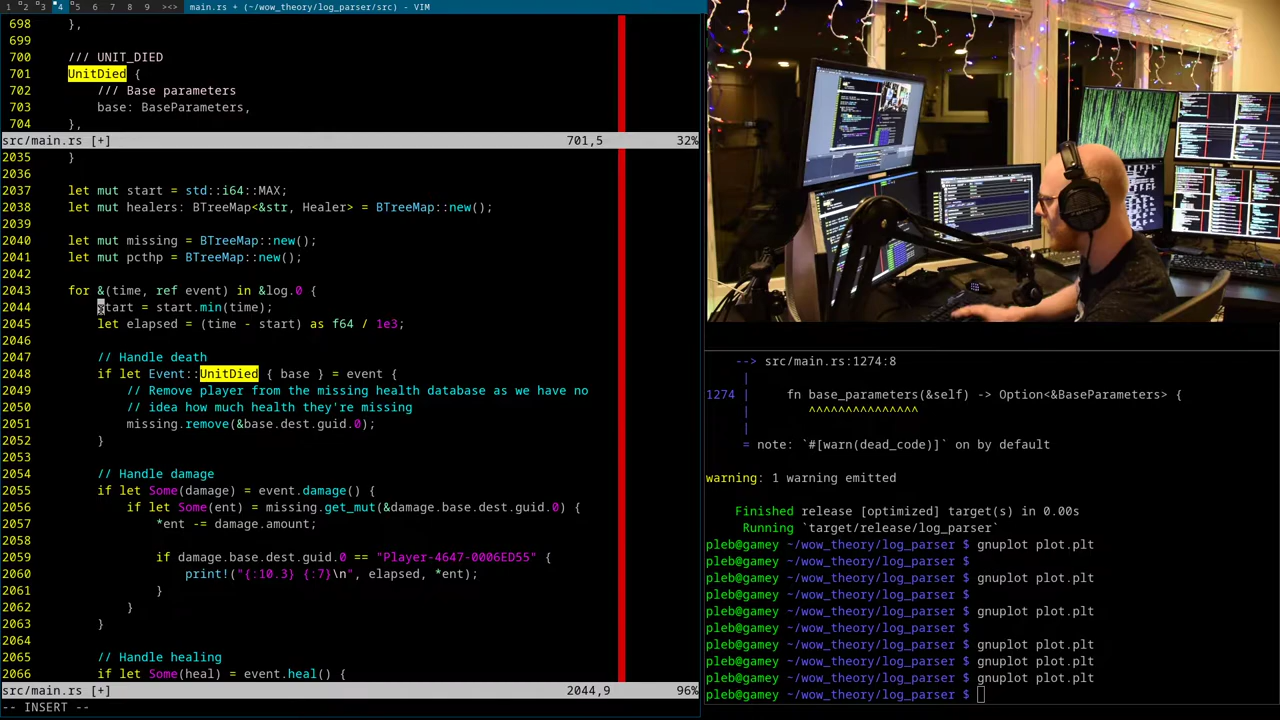 1 2 3 4 5 6 7 8 9 ><> main.rs + (~/wow_theory/log_parser/src) - VIM
698 },
699
700 /// UNIT_DIED
701 UnitDied {
702 /// Base parameters
703 base: BaseParameters,
704 },
src/main.rs [+] 701,5 32%
2035 }
2036
2037 let mut start = std::i64::MAX;
2038 let mut healers: BTreeMap<&str, Healer> = BTreeMap::new();
2039
2040 let mut missing = BTreeMap::new();
2041 let mut pcthp = BTreeMap::new();
2042
2043 for &(time, ref event) in &log.0 {
2044 start = start.min(time);
2045 let elapsed = (time - start) as f64 / 1e3;
2046
2047 // Handle death
2048 if let Event::UnitDied { base } = event {
2049 // Remove player from the missing health database as we have no
2050 // idea how much health they're missing
2051 missing.remove(&base.dest.guid.0);
2052 }
2053
2054 // Handle damage
2055 if let Some(damage) = event.damage() {
2056 if let Some(ent) = missing.get_mut(&damage.base.dest.guid.0) {
2057 *ent -= damage.amount;
2058
2059 if damage.base.dest.guid.0 == "Player-4647-0006ED55" {
2060 print!("{:10.3} {:7}\n", elapsed, *ent);
2061 }
2062 }
2063 }
2064
2065 // Handle healing
2066 if let Some(heal) = event.heal() {
src/main.rs [+] 2044,9 96%
-- INSERT --
--> src/main.rs:1274:8
|
1274 | fn base_parameters(&self) -> Option<&BaseParameters> {
| ^^^^^^^^^^^^^^^
|
= note: `#[warn(dead_code)]` on by default
warning: 1 warning emitted
Finished release [optimized] target(s) in 0.00s
Running `target/release/log_parser`
pleb@gamey ~/wow_theory/log_parser $ gnuplot plot.plt
pleb@gamey ~/wow_theory/log_parser $
pleb@gamey ~/wow_theory/log_parser $ gnuplot plot.plt
pleb@gamey ~/wow_theory/log_parser $
pleb@gamey ~/wow_theory/log_parser $ gnuplot plot.plt
pleb@gamey ~/wow_theory/log_parser $
pleb@gamey ~/wow_theory/log_parser $ gnuplot plot.plt
pleb@gamey ~/wow_theory/log_parser $ gnuplot plot.plt
pleb@gamey ~/wow_theory/log_parser $ gnuplot plot.plt
pleb@gamey ~/wow_theory/log_parser $